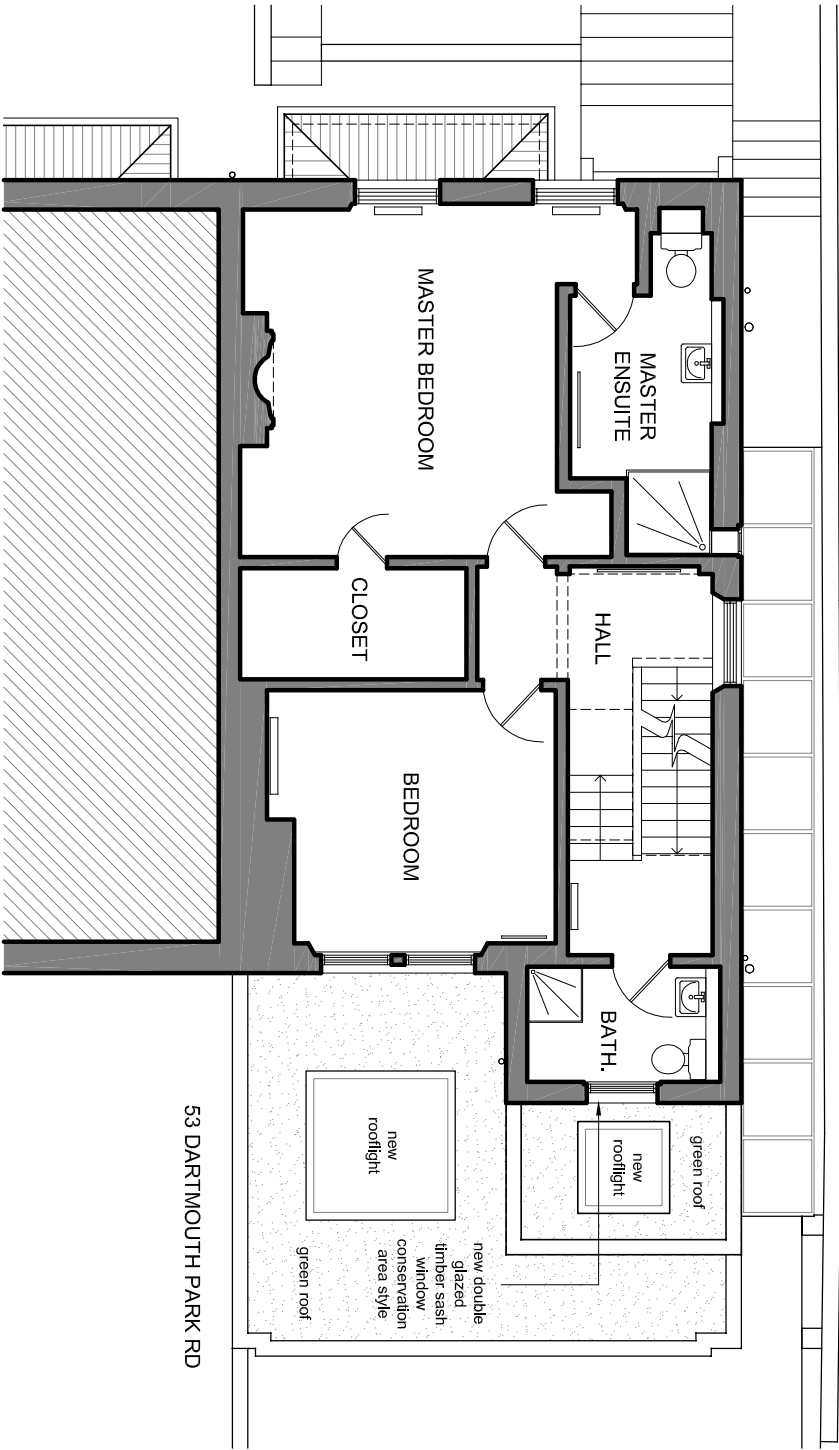 MASTER
ENSUITE
MASTER BEDROOM
HALL
CLOSET
BEDROOM
BATH.
green roof
new
rooflight
new
rooflight
new double
glazed
timber sash
window
conservation
area style
green roof
53 DARTMOUTH PARK RD